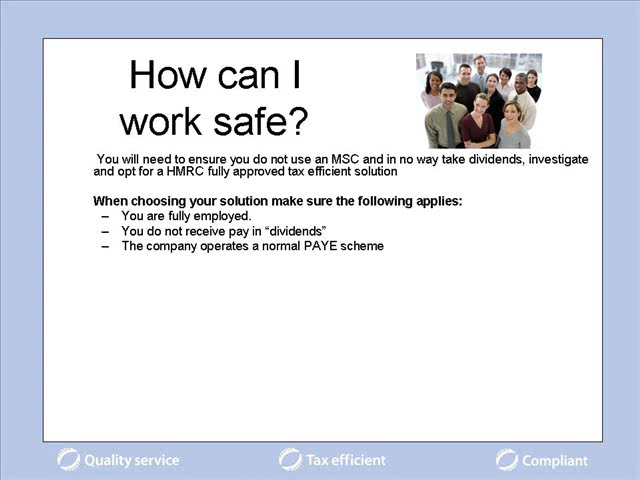 How can I
work safe?
You will need to ensure you do not use an MSC and in no way take dividends, investigate
and opt for a HMRC fully approved tax efficient solution
When choosing your solution make sure the following applies:
– You are fully employed.
– You do not receive pay in “dividends”
– The company operates a normal PAYE scheme
Quality service
Tax efficient
Compliant